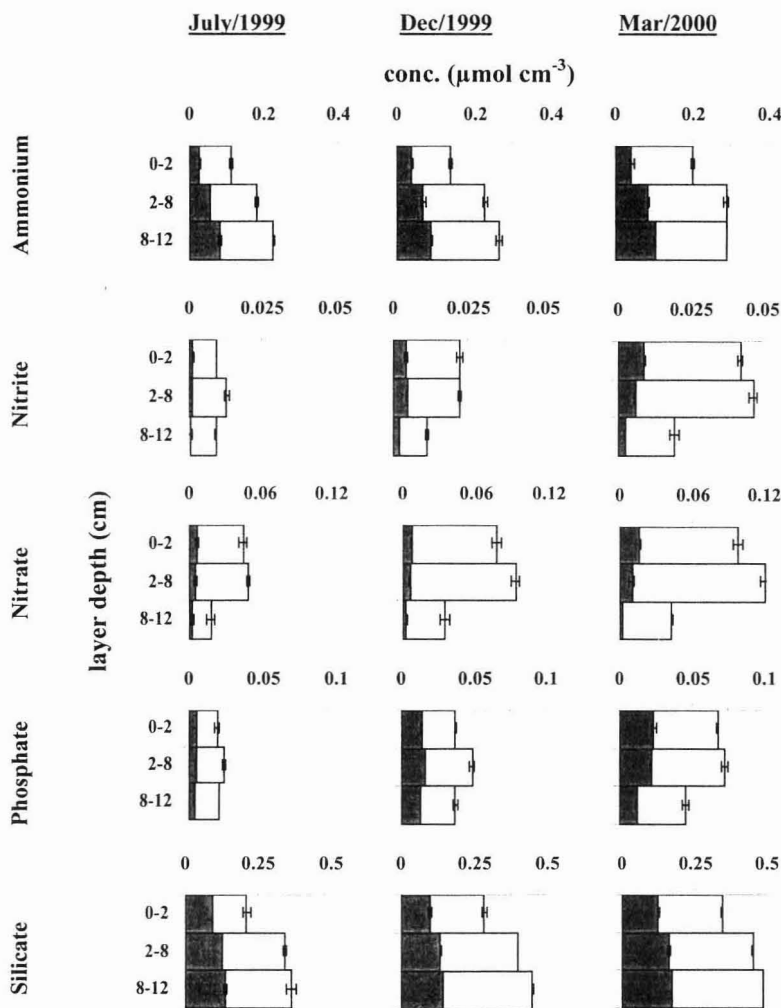 July/1999 Dec/1999 Mar/2000
conc. (µmol cm-3)
0 0.2 0.4 0 0.2 0.4 0 0.2 0.4
Ammonium
0-2
2-8
8-12
0 0.025 0.05 0 0.025 0.05 0 0.025 0.05
Nitrite
0-2
2-8
8-12
layer depth (cm)
0 0.06 0.12 0 0.06 0.12 0 0.06 0.12
Nitrate
0-2
2-8
8-12
0 0.05 0.1 0 0.05 0.1 0 0.05 0.1
Phosphate
0-2
2-8
8-12
0 0.25 0.5 0 0.25 0.5 0 0.25 0.5
Silicate
0-2
2-8
8-12